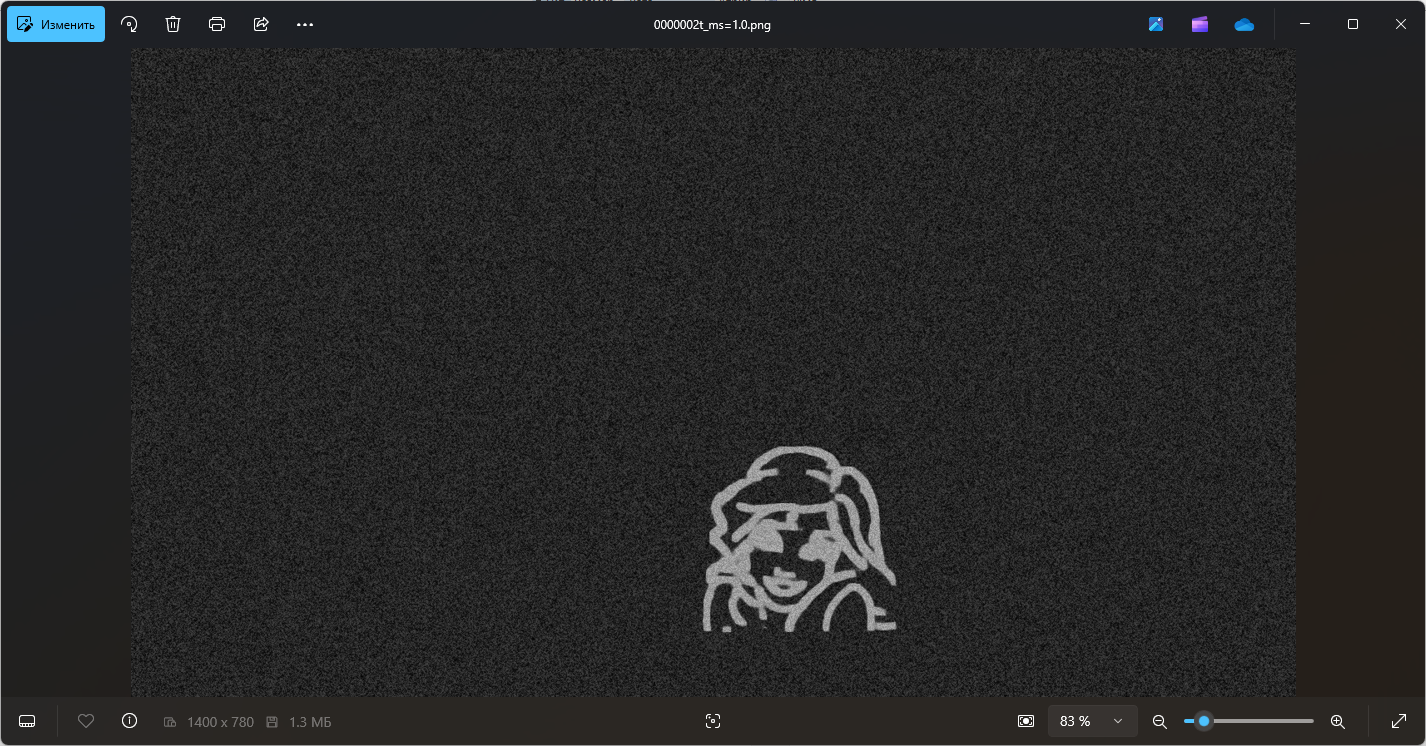 Изменить
0000002t_ms=1.0.png
1400 x 780
1.3 МБ
83 %